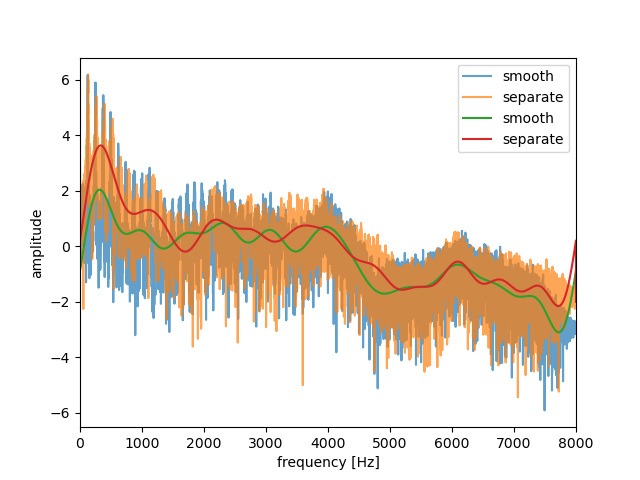 smooth
separate
smooth
separate
6
4
2
0
−2
−4
−6
amplitude
0 1000 2000 3000 4000 5000 6000 7000 8000
frequency [Hz]